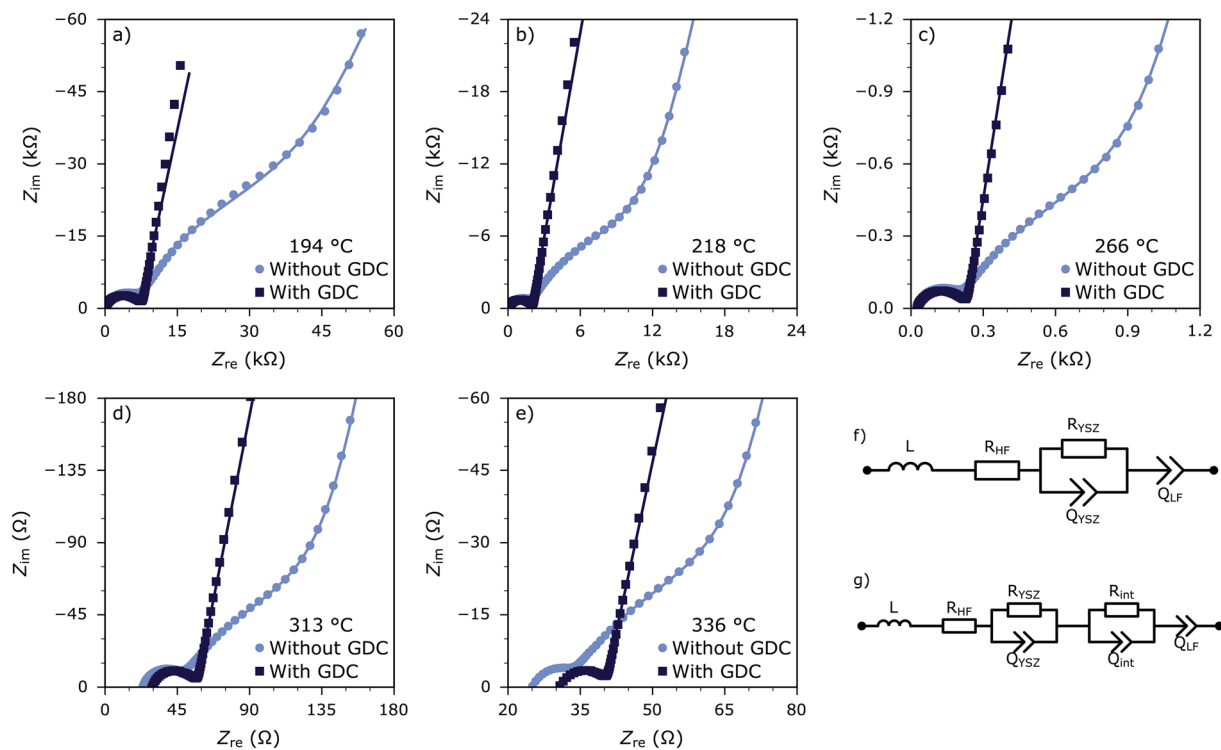 a)
−60
−45
−30
−15
0
Zim (kΩ)
194 °C
Without GDC
With GDC
0 15 30 45 60
Zre (kΩ)
b)
−24
−18
−12
−6
0
Zim (kΩ)
218 °C
Without GDC
With GDC
0 6 12 18 24
Zre (kΩ)
c)
−1.2
−0.9
−0.6
−0.3
0.0
Zim (kΩ)
266 °C
Without GDC
With GDC
0.0 0.3 0.6 0.9 1.2
Zre (kΩ)
d)
−180
−135
−90
−45
0
Zim (Ω)
313 °C
Without GDC
With GDC
0 45 90 135 180
Zre (Ω)
e)
−60
−45
−30
−15
0
Zim (Ω)
336 °C
Without GDC
With GDC
20 35 50 65 80
Zre (Ω)
f)
L RHF RYSZ
QYSZ QLF
g)
L RHF RYSZ Rint
QYSZ Qint QLF